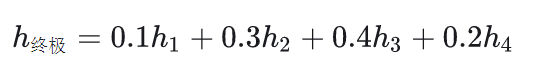 h终极 = 0.1h₁ + 0.3h₂ + 0.4h₃ + 0.2h₄